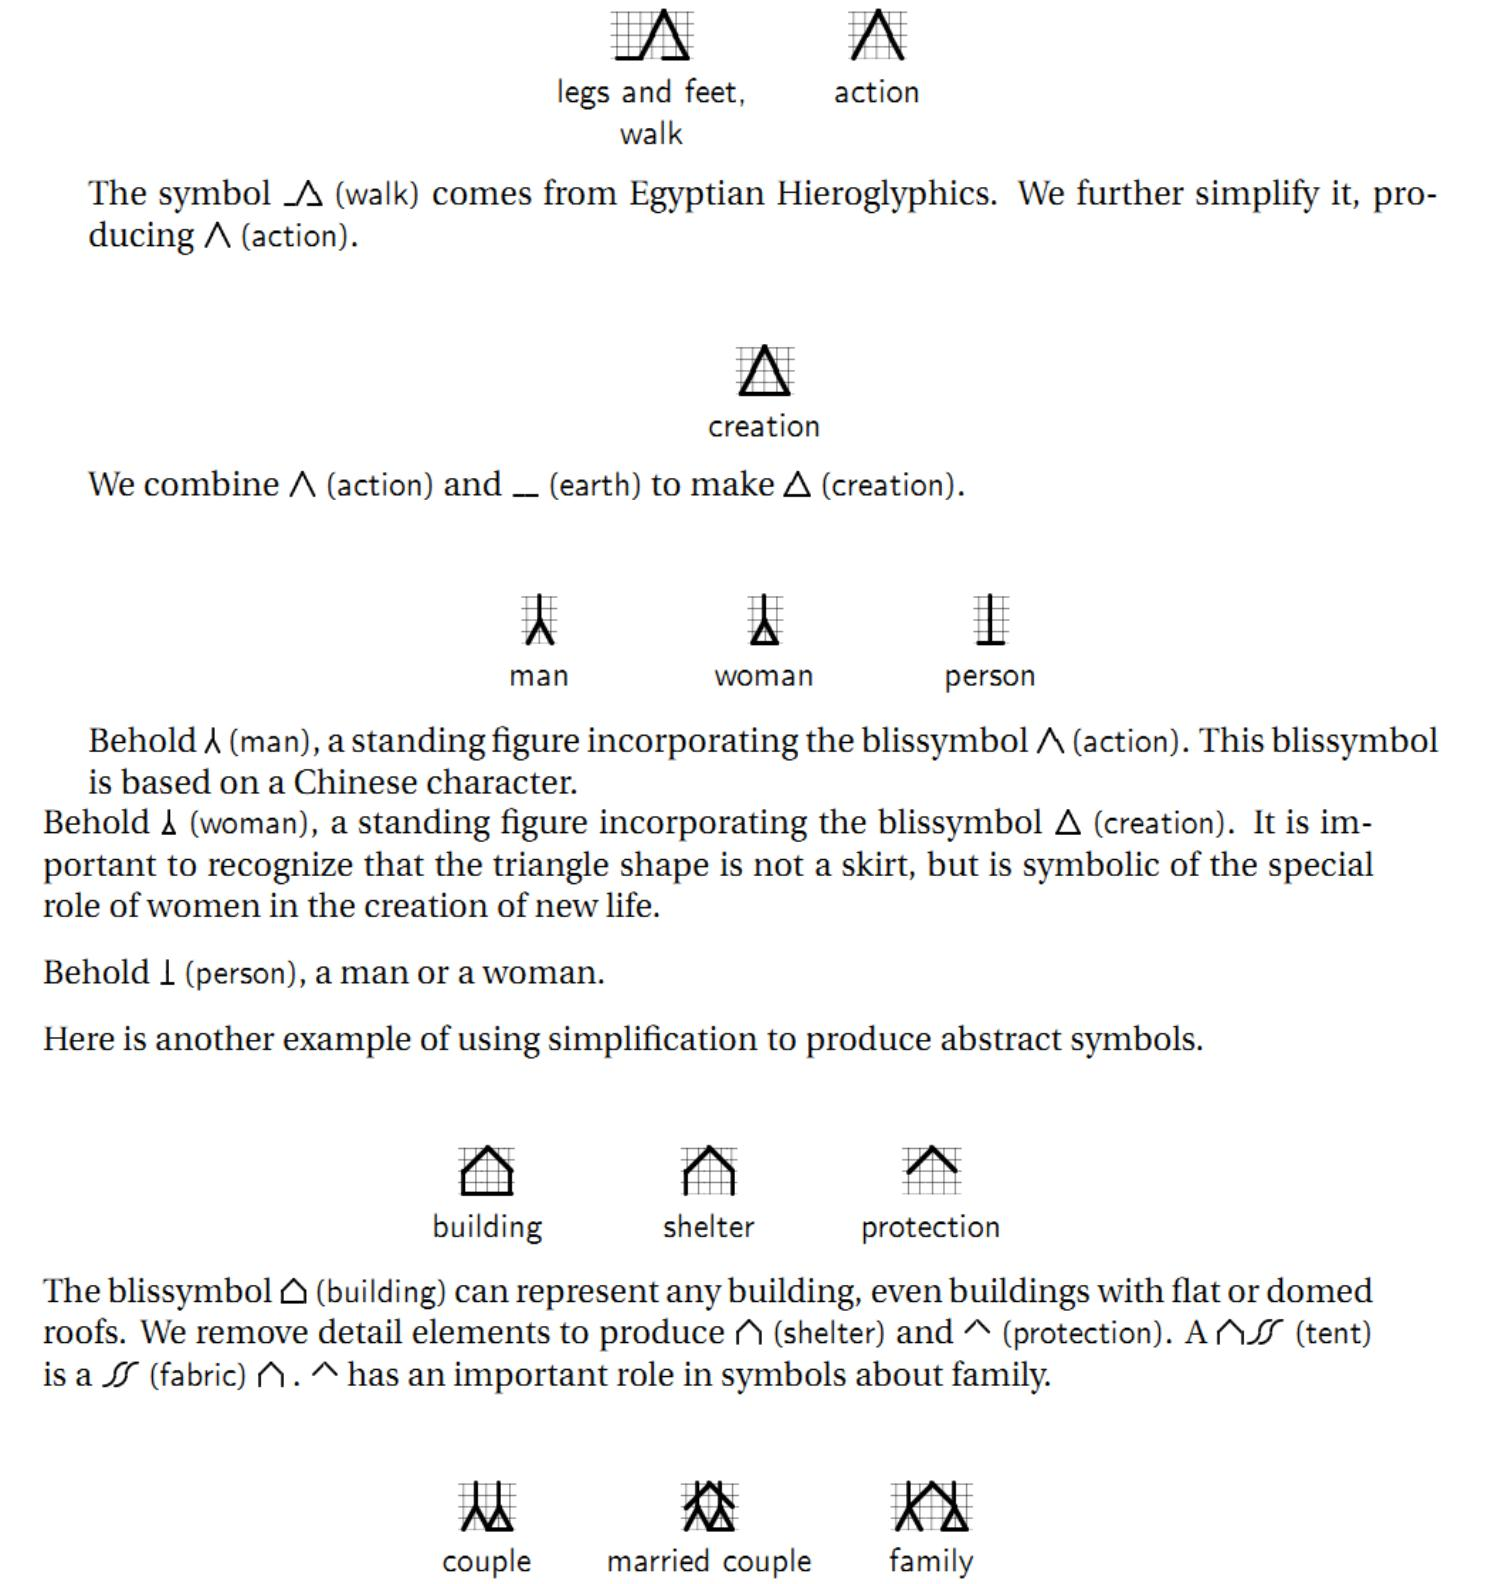 legs and feet, action
walk
The symbol (walk) comes from Egyptian Hieroglyphics. We further simplify it, pro-
ducing (action).
creation
We combine (action) and (earth) to make (creation).
man woman person
Behold (man), a standing figure incorporating the blissymbol (action). This blissymbol
is based on a Chinese character.
Behold (woman), a standing figure incorporating the blissymbol (creation). It is im-
portant to recognize that the triangle shape is not a skirt, but is symbolic of the special
role of women in the creation of new life.
Behold (person), a man or a woman.
Here is another example of using simplification to produce abstract symbols.
building shelter protection
The blissymbol (building) can represent any building, even buildings with flat or domed
roofs. We remove detail elements to produce (shelter) and (protection). A (tent)
is a (fabric) . has an important role in symbols about family.
couple married couple family